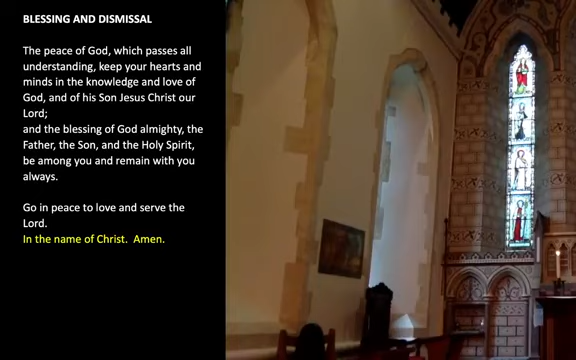 BLESSING AND DISMISSAL
The peace of God, which passes all
understanding, keep your hearts and
minds in the knowledge and love of
God, and of his Son Jesus Christ our
Lord;
and the blessing of God almighty, the
Father, the Son, and the Holy Spirit,
be among you and remain with you
always.
Go in peace to love and serve the
Lord.
In the name of Christ.  Amen.